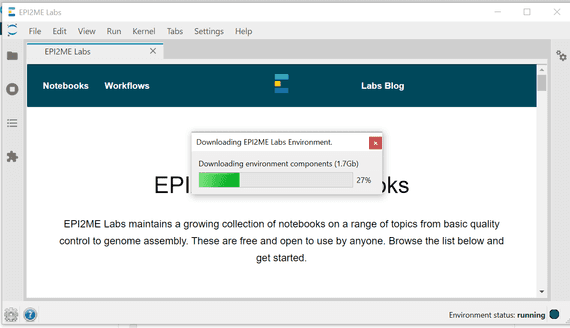 EPI2ME Labs
File Edit View Run Kernel Tabs Settings Help
EPI2ME Labs
Notebooks Workflows Labs Blog
Downloading EPI2ME Labs Environment.
Downloading environment components (1.7Gb)
27%
EPI ks
EPI2ME Labs maintains a growing collection of notebooks on a range of topics from basic quality
control to genome assembly. These are free and open to use by anyone. Browse the list below and
get started.
Environment status: running